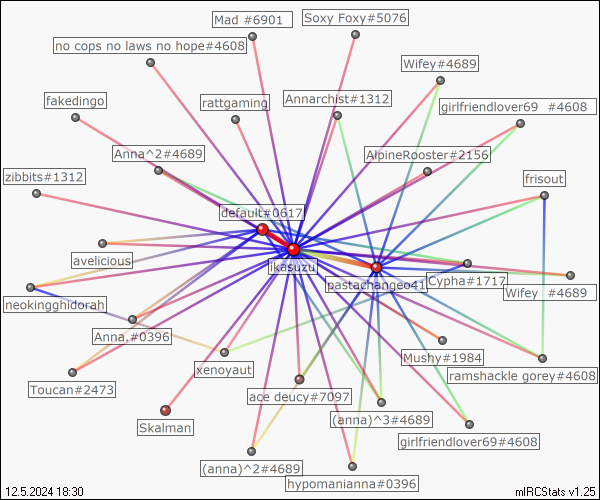 Mad #6901
Soxy Foxy#5076
no cops no laws no hope#4608
Wifey#4689
fakedingo
rattgaming
Annarchist#1312
girlfriendlover69 #4608
Anna^2#4689
AlpineRooster#2156
zibbits#1312
frisout
default#0617
avelicious
jkasuzu
pastachangeo41
Cypha#1717
Wifey #4689
neokingghidorah
Anna,#0396
xenoyaut
Mushy#1984
ramshackle gorey#4608
Toucan#2473
ace deucy#7097
Skalman
(anna)^3#4689
girlfriendlover69#4608
(anna)^2#4689
hypomanianna#0396
12.5.2024 18:30
mIRCStats v1.25